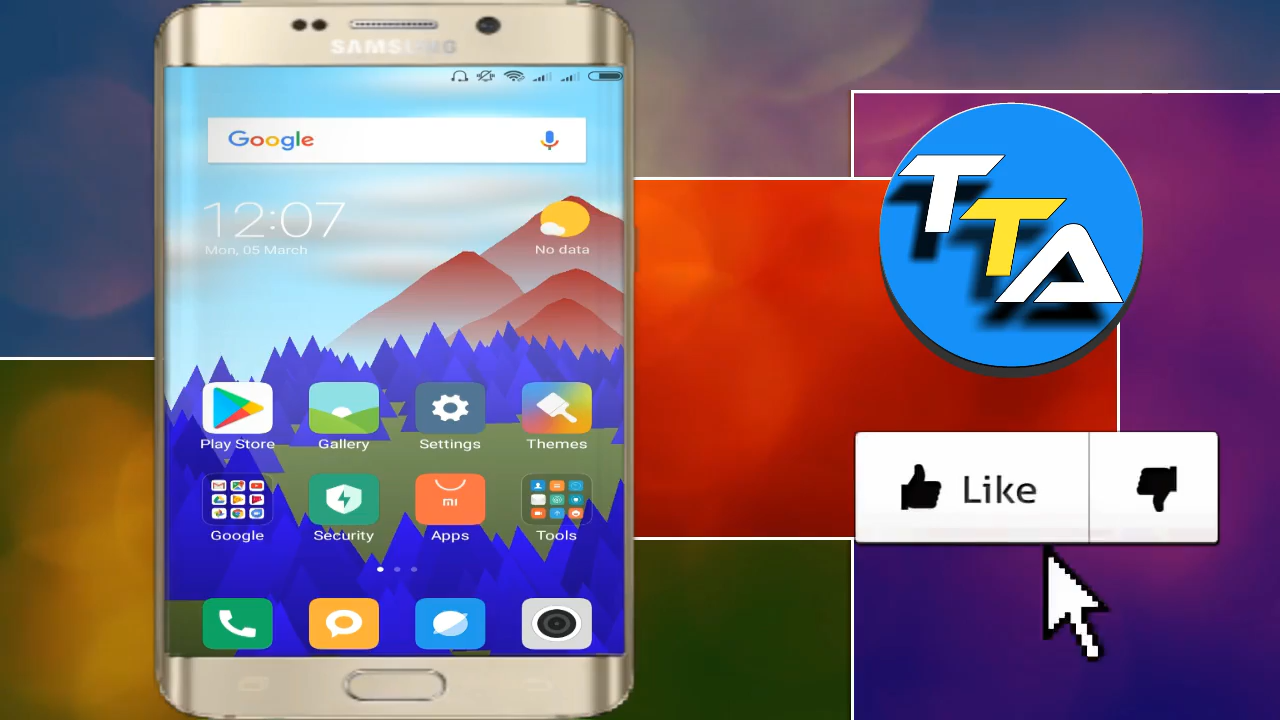 SAMSUNG
Google
12:07
Mon, 05 March
No data
Play Store
Gallery
Settings
Themes
mi
Google
Security
Apps
Tools
TTA
Like